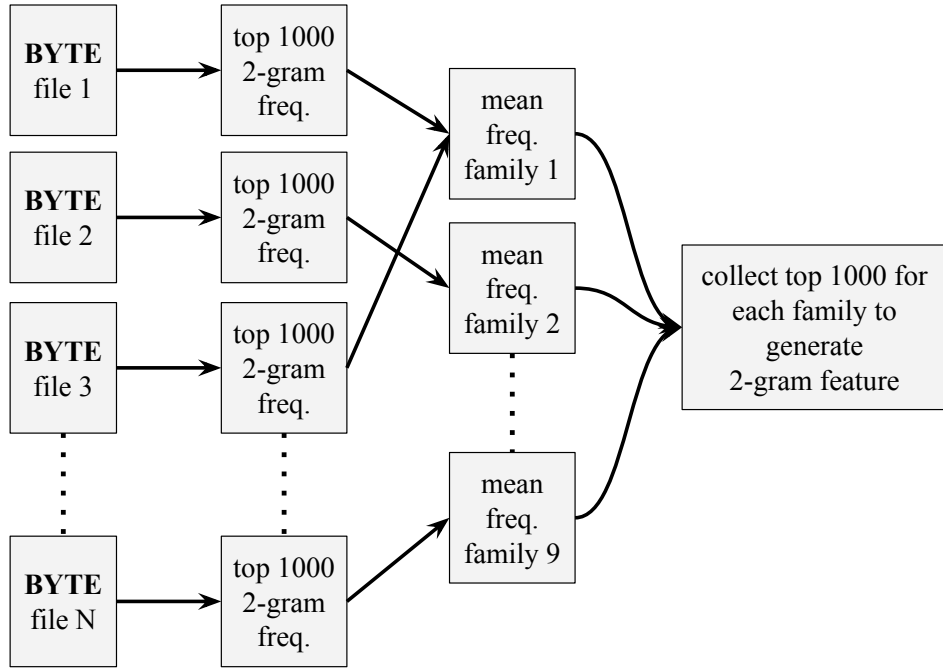 BYTE
file 1
top 1000
2-gram
freq.
BYTE
file 2
top 1000
2-gram
freq.
BYTE
file 3
top 1000
2-gram
freq.
BYTE
file N
top 1000
2-gram
freq.
mean
freq.
family 1
mean
freq.
family 2
mean
freq.
family 9
collect top 1000 for
each family to
generate
2-gram feature